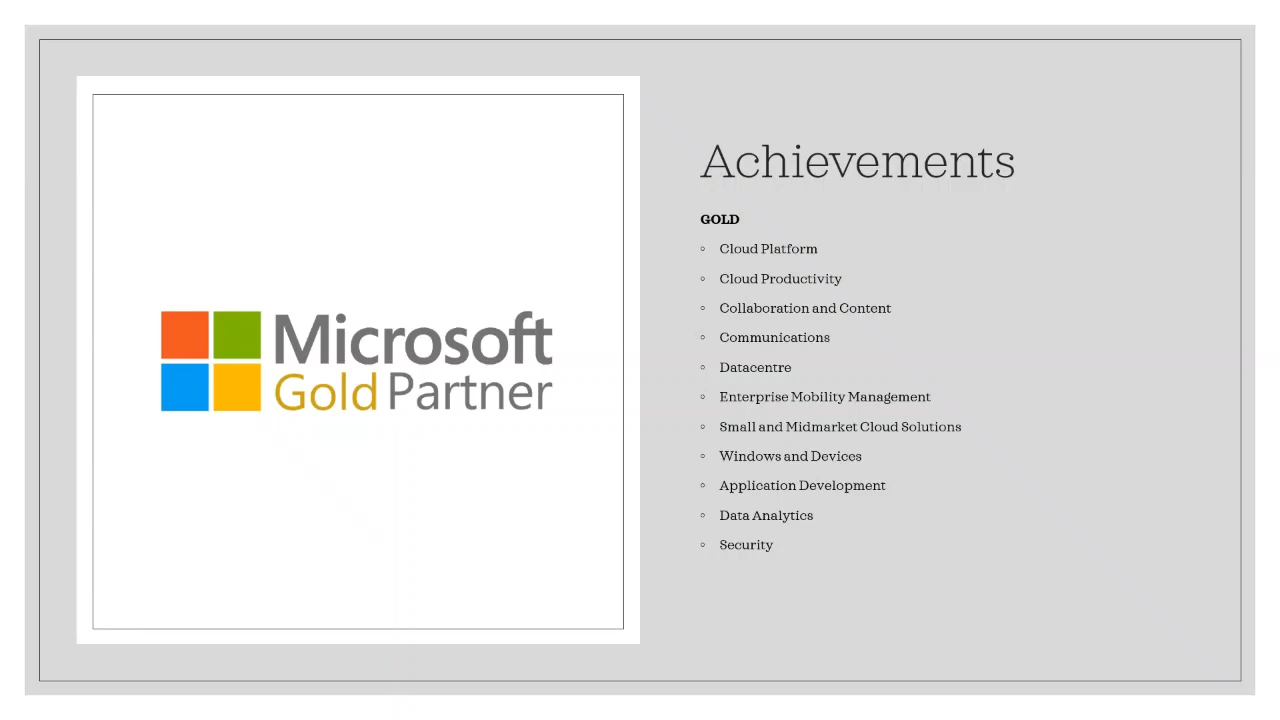 Microsoft
Gold Partner
Achievements
GOLD
Cloud Platform
Cloud Productivity
Collaboration and Content
Communications
Datacentre
Enterprise Mobility Management
Small and Midmarket Cloud Solutions
Windows and Devices
Application Development
Data Analytics
Security